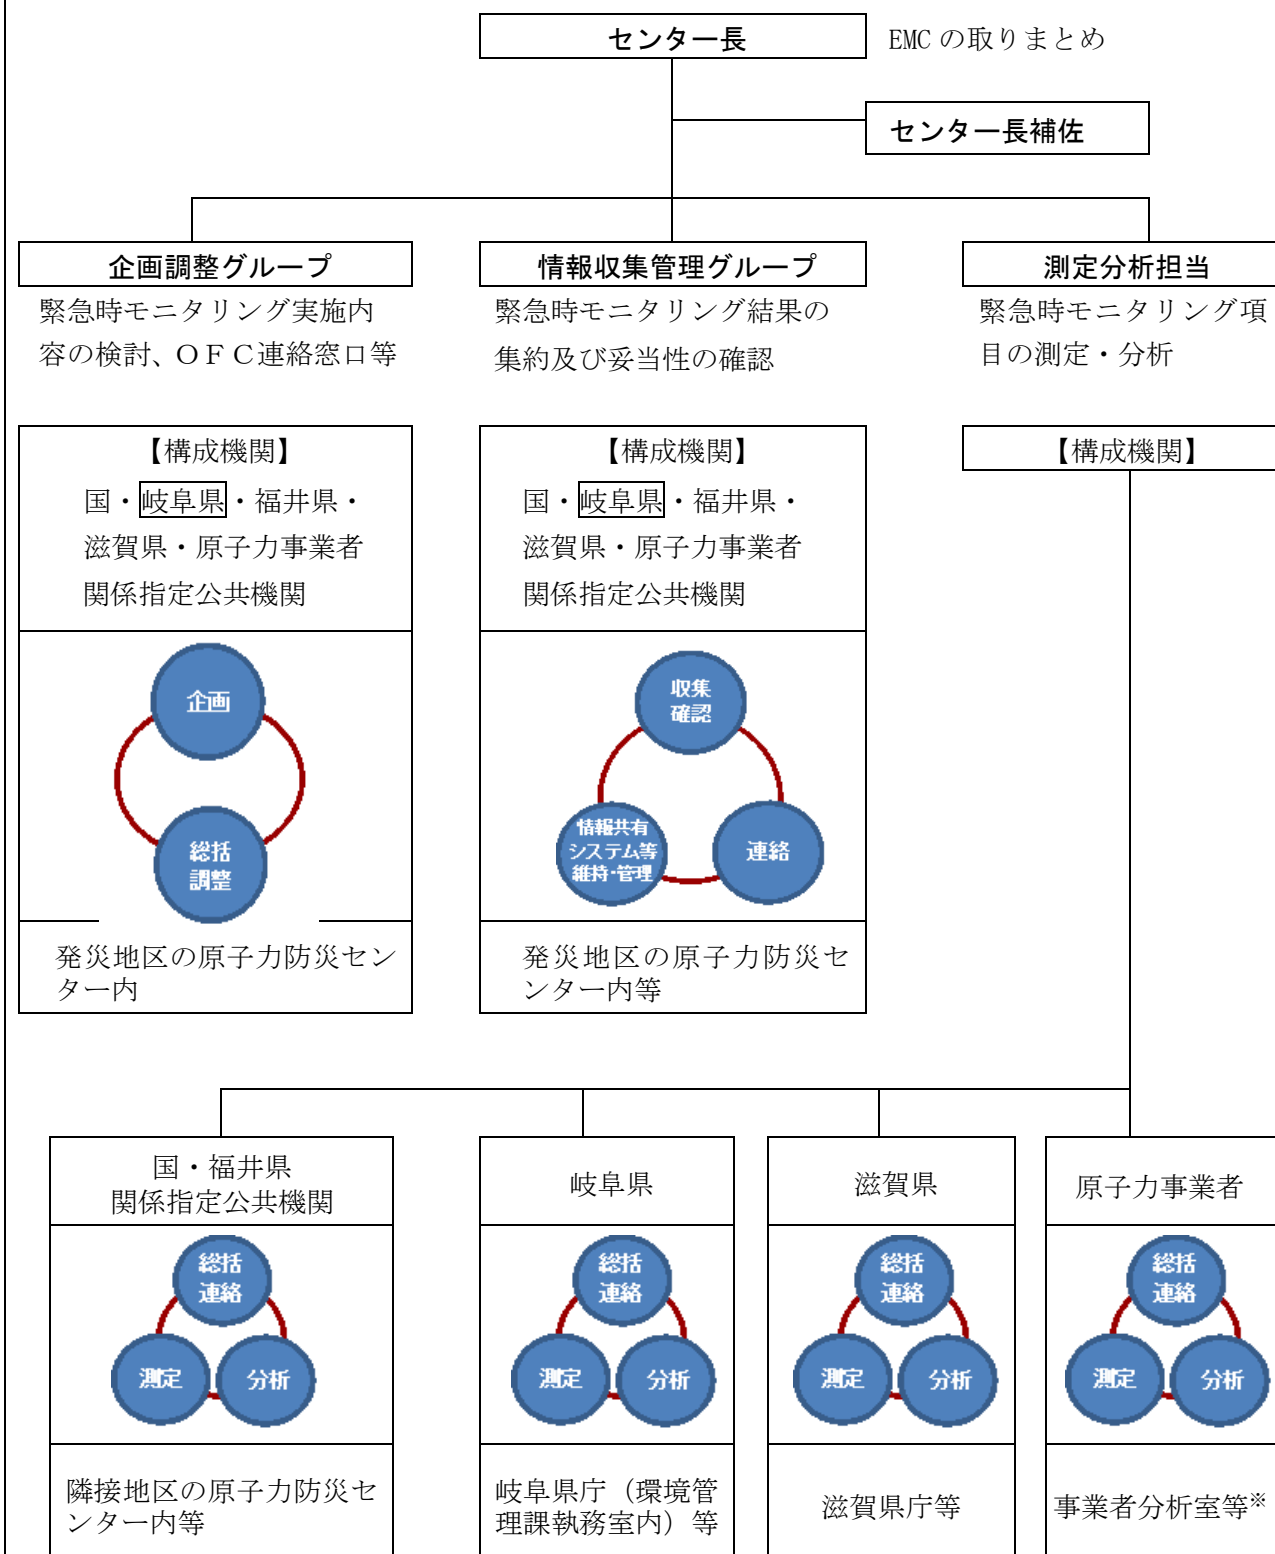 センター長
EMC の取りまとめ
センター長補佐
企画調整グループ
緊急時モニタリング実施内
容の検討、ＯＦＣ連絡窓口等
情報収集管理グループ
緊急時モニタリング結果の
集約及び妥当性の確認
測定分析担当
緊急時モニタリング項
目の測定・分析
【構成機関】
国・岐阜県・福井県・
滋賀県・原子力事業者
関係指定公共機関
企画
総括
調整
発災地区の原子力防災セン
ター内
【構成機関】
国・岐阜県・福井県・
滋賀県・原子力事業者
関係指定公共機関
収集
確認
情報共有
システム等
維持・管理
連絡
発災地区の原子力防災セ
ンター内等
【構成機関】
国・福井県
関係指定公共機関
総括
連絡
測定
分析
隣接地区の原子力防災セ
ンター内等
岐阜県
総括
連絡
測定
分析
岐阜県庁（環境管
理課執務室内）等
滋賀県
総括
連絡
測定
分析
滋賀県庁等
原子力事業者
総括
連絡
測定
分析
事業者分析室等※